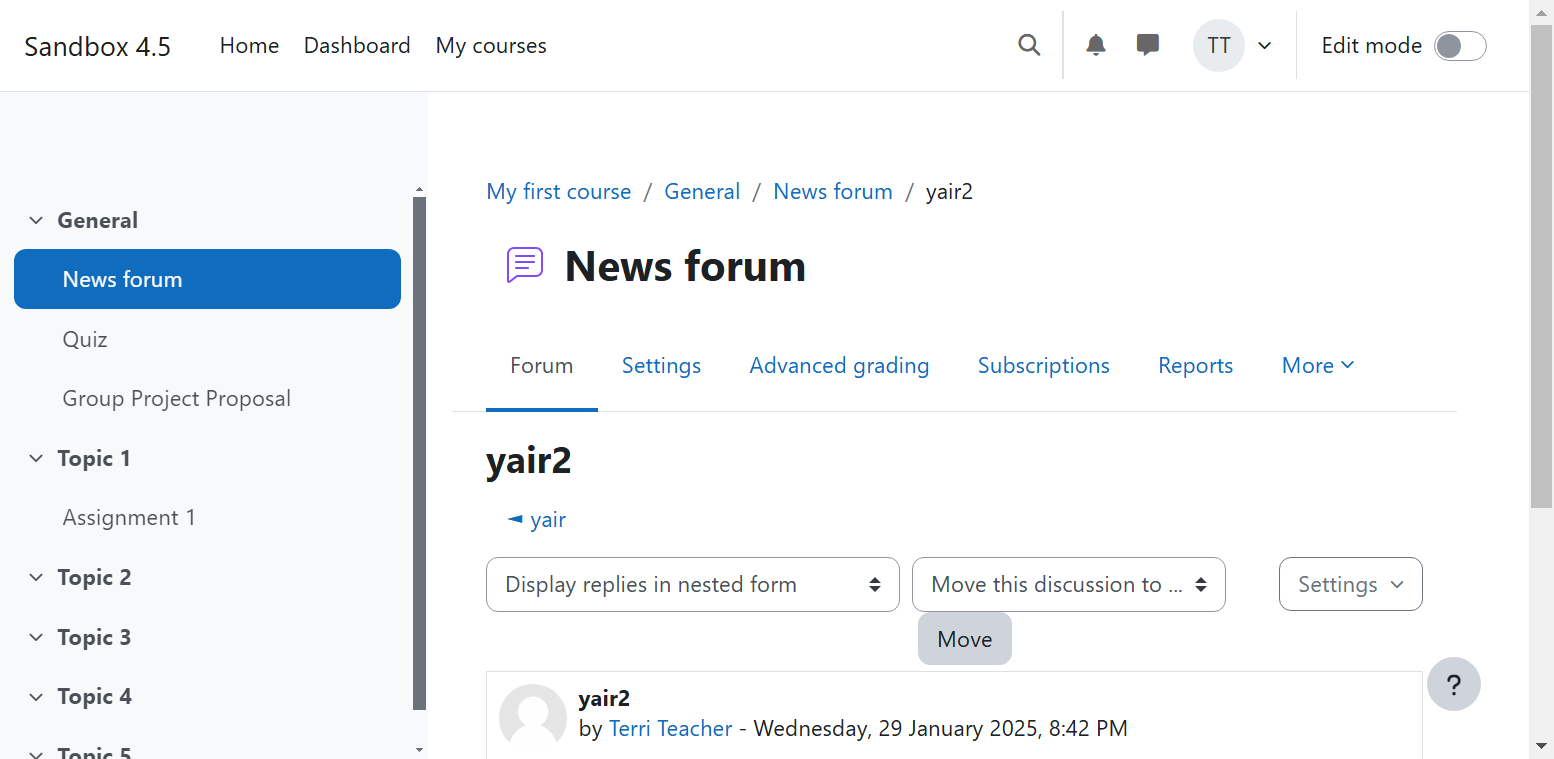 Sandbox 4.5 Home Dashboard My courses TT Edit mode
General
News forum
Quiz
Group Project Proposal
Topic 1
Assignment 1
Topic 2
Topic 3
Topic 4
Topic 5
My first course / General / News forum / yair2
News forum
Forum Settings Advanced grading Subscriptions Reports More
yair2
◄ yair
Display replies in nested form Move this discussion to ... Settings
Move
yair2
by Terri Teacher - Wednesday, 29 January 2025, 8:42 PM
?